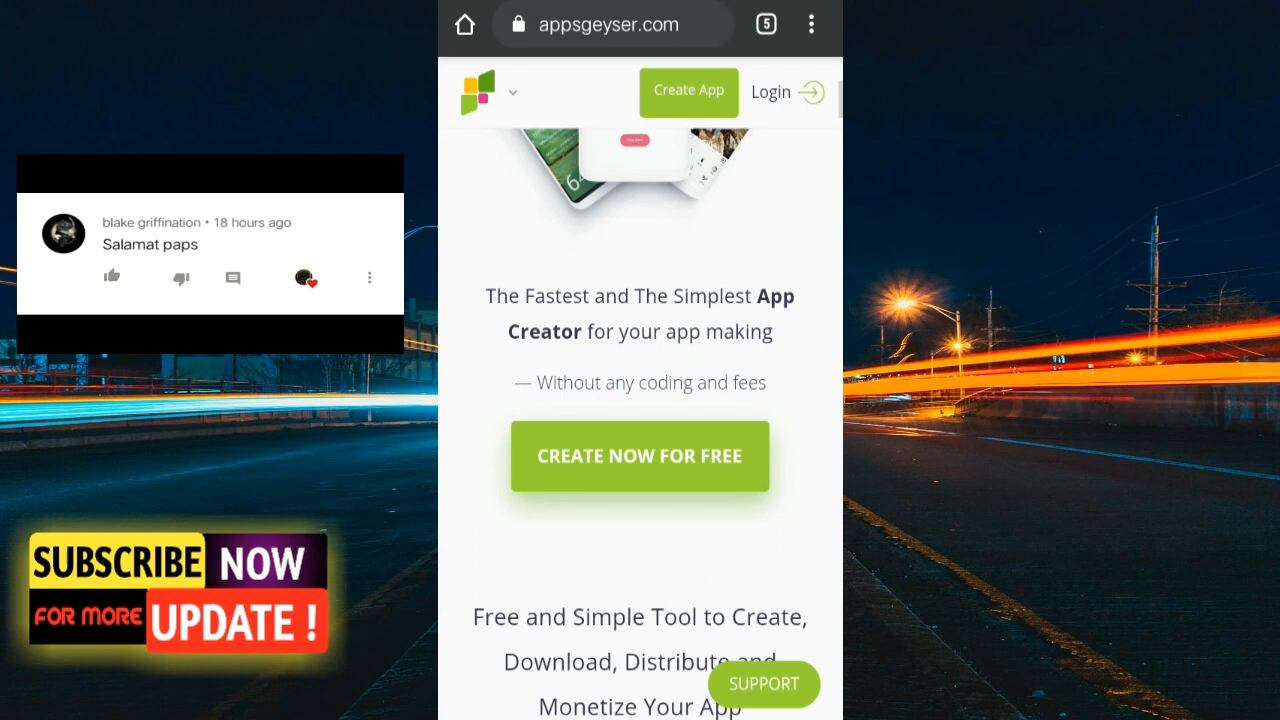 appsgeyser.com
5
Create App
Login
64
blake griffination • 18 hours ago
Salamat paps
The Fastest and The Simplest App
Creator for your app making
— Without any coding and fees
CREATE NOW FOR FREE
SUBSCRIBE NOW
FOR MORE UPDATE !
Free and Simple Tool to Create,
Download, Distribute and
Monetize Your App
SUPPORT